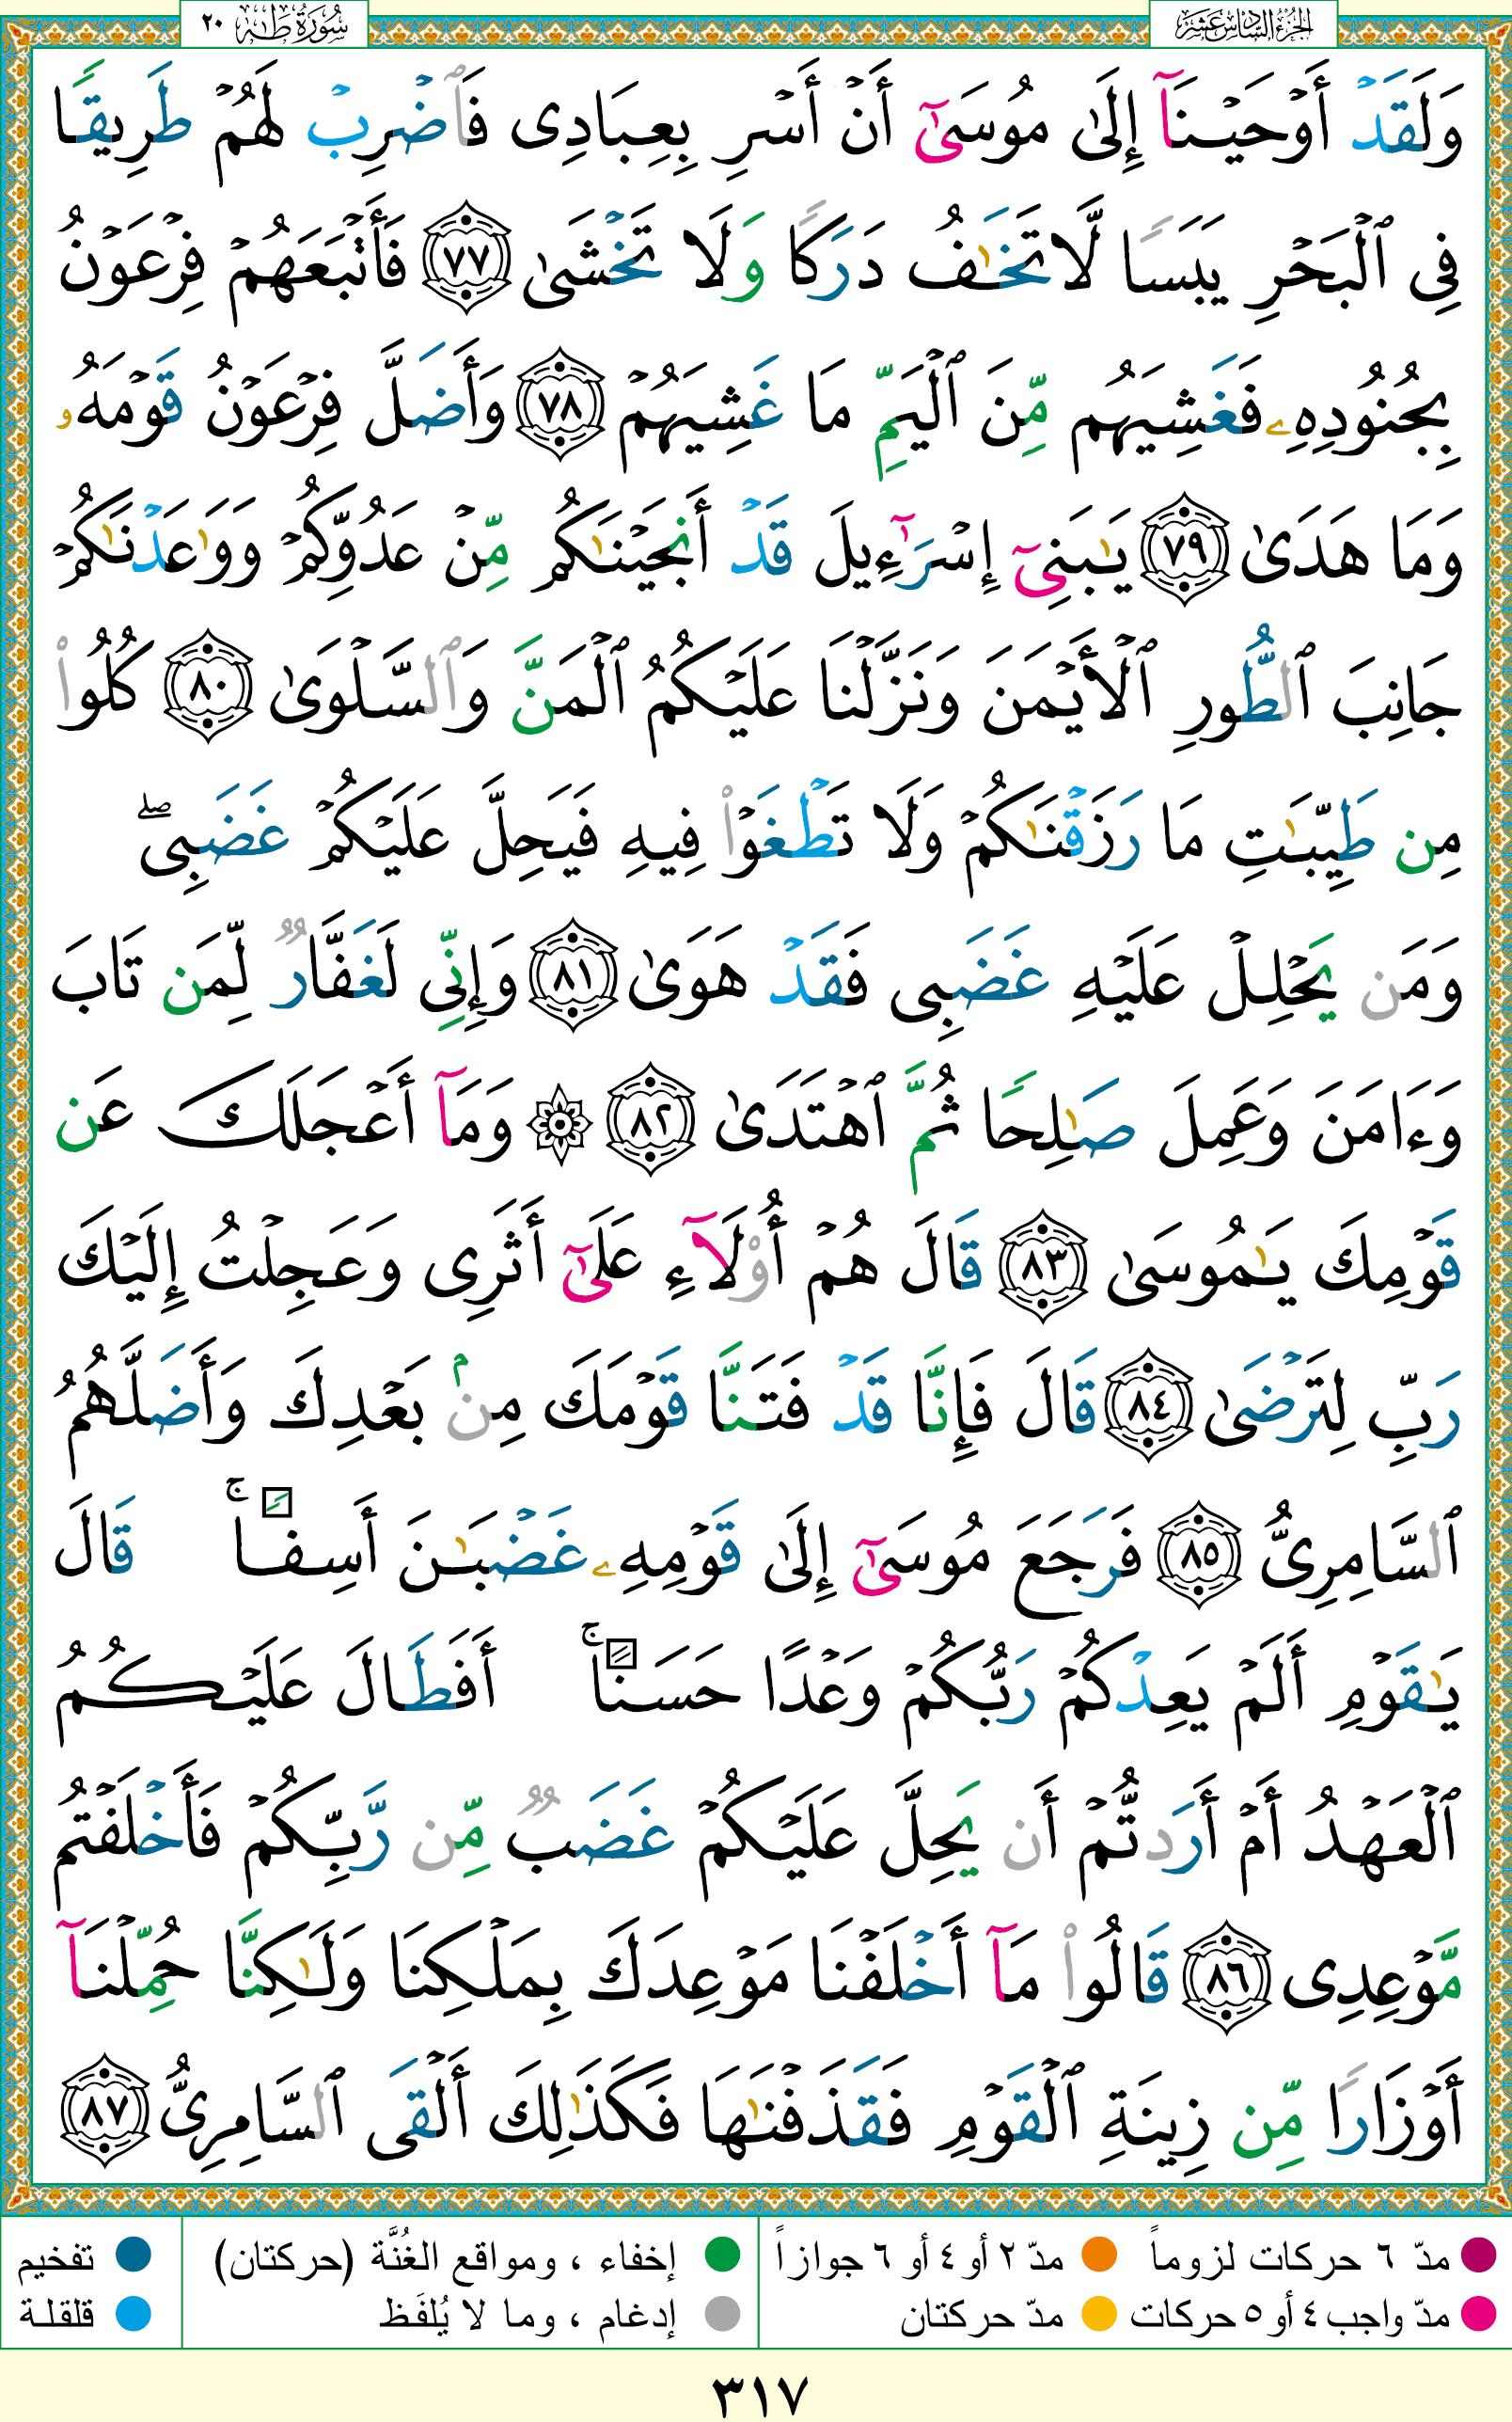 الجزء السادس عشر
سورة طه ٢٠
وَلَقَدْ أَوْحَيْنَآ إِلَىٰ مُوسَىٰٓ أَنْ أَسْرِ بِعِبَادِى فَٱضْرِبْ لَهُمْ طَرِيقًا
فِى ٱلْبَحْرِ يَبَسًا لَّا تَخَـٰفُ دَرَكًا وَلَا تَخْشَىٰ ٧٧ فَأَتْبَعَهُمْ فِرْعَوْنُ
بِجُنُودِهِۦ فَغَشِيَهُم مِّنَ ٱلْيَمِّ مَا غَشِيَهُمْ ٧٨ وَأَضَلَّ فِرْعَوْنُ قَوْمَهُۥ
وَمَا هَدَىٰ ٧٩ يَـٰبَنِىٓ إِسْرَٰٓءِيلَ قَدْ أَنجَيْنَـٰكُم مِّنْ عَدُوِّكُمْ وَوَٰعَدْنَـٰكُمْ
جَانِبَ ٱلطُّورِ ٱلْأَيْمَنَ وَنَزَّلْنَا عَلَيْكُمُ ٱلْمَنَّ وَٱلسَّلْوَىٰ ٨٠ كُلُوا۟
مِن طَيِّبَـٰتِ مَا رَزَقْنَـٰكُمْ وَلَا تَطْغَوْا۟ فِيهِ فَيَحِلَّ عَلَيْكُمْ غَضَبِى ۖ
وَمَن يَحْلِلْ عَلَيْهِ غَضَبِى فَقَدْ هَوَىٰ ٨١ وَإِنِّى لَغَفَّارٌ لِّمَن تَابَ
وَءَامَنَ وَعَمِلَ صَـٰلِحًا ثُمَّ ٱهْتَدَىٰ ٨٢ ۞ وَمَآ أَعْجَلَكَ عَن
قَوْمِكَ يَـٰمُوسَىٰ ٨٣ قَالَ هُمْ أُو۟لَآءِ عَلَىٰٓ أَثَرِى وَعَجِلْتُ إِلَيْكَ
رَبِّ لِتَرْضَىٰ ٨٤ قَالَ فَإِنَّا قَدْ فَتَنَّا قَوْمَكَ مِنۢ بَعْدِكَ وَأَضَلَّهُمُ
ٱلسَّامِرِىُّ ٨٥ فَرَجَعَ مُوسَىٰٓ إِلَىٰ قَوْمِهِۦ غَضْبَـٰنَ أَسِفًا ۚ قَالَ
يَـٰقَوْمِ أَلَمْ يَعِدْكُمْ رَبُّكُمْ وَعْدًا حَسَنًا ۚ أَفَطَالَ عَلَيْكُمُ
ٱلْعَهْدُ أَمْ أَرَدتُّمْ أَن يَحِلَّ عَلَيْكُمْ غَضَبٌ مِّن رَّبِّكُمْ فَأَخْلَفْتُم
مَّوْعِدِى ٨٦ قَالُوا۟ مَآ أَخْلَفْنَا مَوْعِدَكَ بِمَلْكِنَا وَلَـٰكِنَّا حُمِّلْنَآ
أَوْزَارًا مِّن زِينَةِ ٱلْقَوْمِ فَقَذَفْنَـٰهَا فَكَذَٰلِكَ أَلْقَى ٱلسَّامِرِىُّ ٨٧
مدّ ٦ حركات لزوماً مدّ ٢ أو ٤ أو ٦ جوازاً إخفاء ، ومواقع الغُنَّة (حركتان) تفخيم
مدّ واجب ٤ أو ٥ حركات مدّ حركتان إدغام ، وما لا يُلفَظ قلقلة
٣١٧